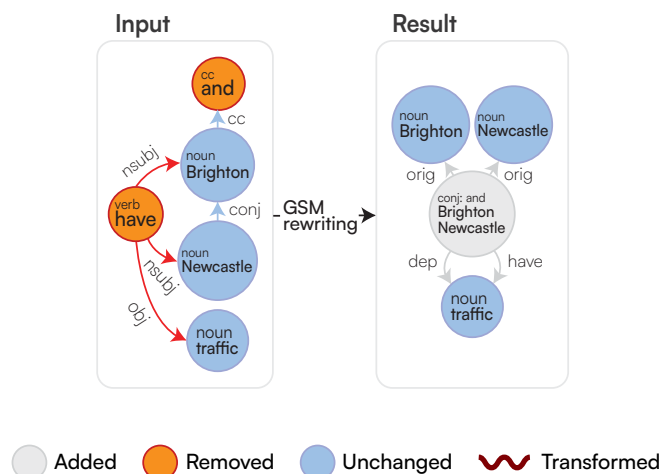 Input
Result
cc
and
cc
nsubj
noun
Brighton
verb
have
conj
nsubj
noun
Newcastle
obj
noun
traffic
GSM
rewriting
noun
Brighton
noun
Newcastle
orig
orig
conj: and
Brighton
Newcastle
dep
have
noun
traffic
Added
Removed
Unchanged
Transformed